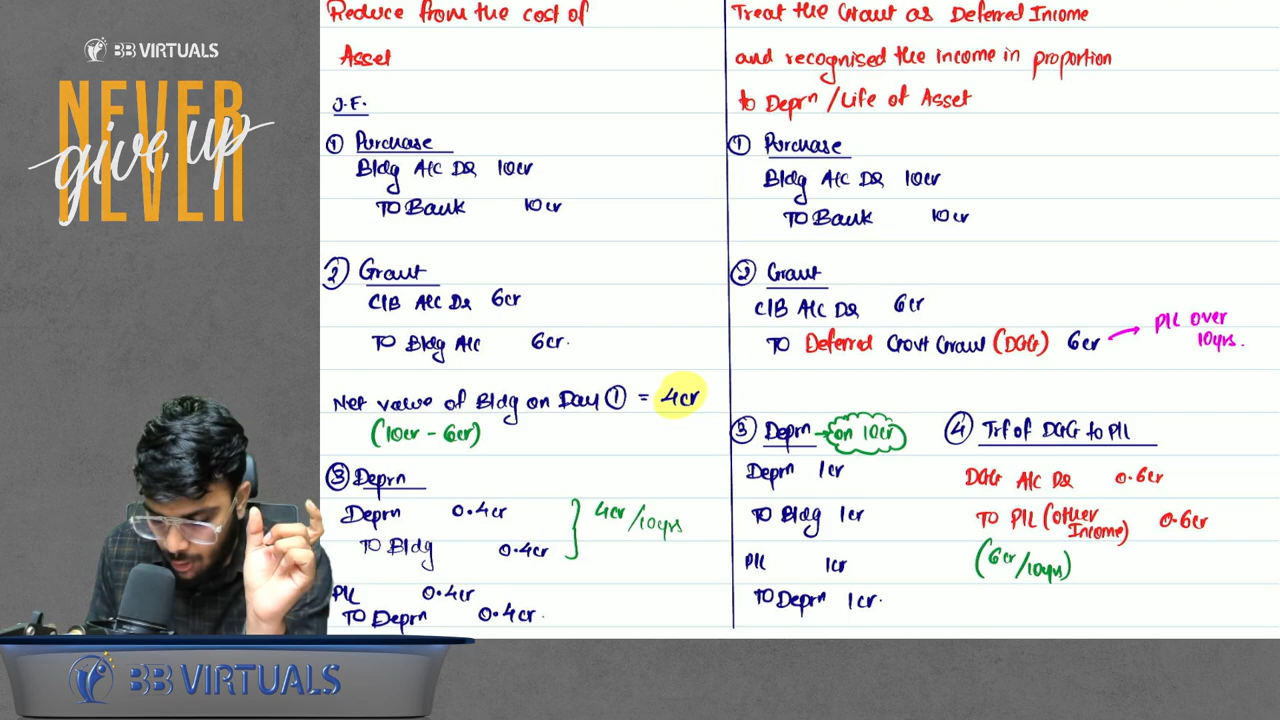 BB VIRTUALS
NEVER
give up
NEVER
Reduce from the cost of
Asset
J.E.
① Purchase
Bldg A/c DR 10cr
TO Bank 10cr
② Grant
C/B A/c DR 6cr
TO Bldg A/c 6cr.
Net value of Bldg on Day ① = 4cr
(10cr - 6cr)
③ Deprn
Deprn 0.4cr
TO Bldg 0.4cr
4cr/10yrs
P/L 0.4cr
TO Deprn 0.4cr.
Treat the Grant as Deferred Income
and recognised the income in proportion
to Deprn / Life of Asset
① Purchase
Bldg A/c DR 10cr
TO Bank 10cr
② Grant
C/B A/c DR 6cr
TO Deferred Govt Grant (DGG) 6cr
P/L over
10yrs.
③ Deprn → on 10cr
Deprn 1cr
TO Bldg 1cr
P/L 1cr
TO Deprn 1cr.
④ Trf of DGG to P/L
DGG A/c DR 0.6cr
TO P/L (other Income) 0.6cr
(6cr/10yrs)
BB VIRTUALS